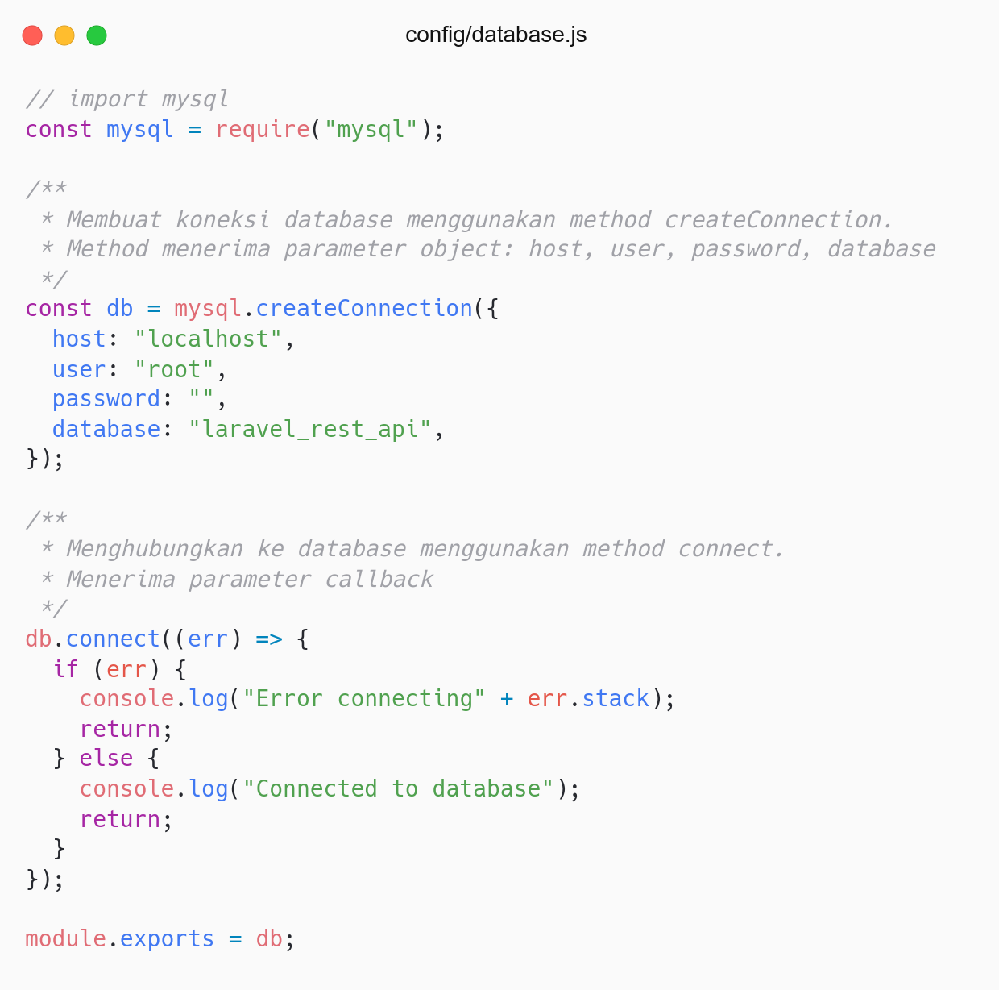 config/database.js
// import mysql
const mysql = require("mysql");
/**
 * Membuat koneksi database menggunakan method createConnection.
 * Method menerima parameter object: host, user, password, database
 */
const db = mysql.createConnection({
  host: "localhost",
  user: "root",
  password: "",
  database: "laravel_rest_api",
});
/**
 * Menghubungkan ke database menggunakan method connect.
 * Menerima parameter callback
 */
db.connect((err) => {
  if (err) {
    console.log("Error connecting" + err.stack);
    return;
  } else {
    console.log("Connected to database");
    return;
  }
});
module.exports = db;